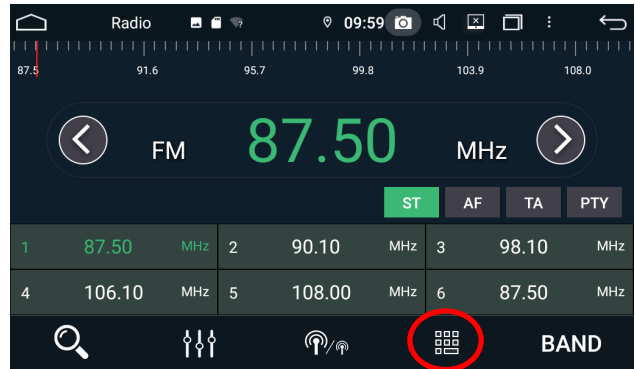 Radio 09:59
87.5 91.6 95.7 99.8 103.9 108.0
FM 87.50 MHz
ST AF TA PTY
1 87.50 MHz 2 90.10 MHz 3 98.10 MHz
4 106.10 MHz 5 108.00 MHz 6 87.50 MHz
BAND